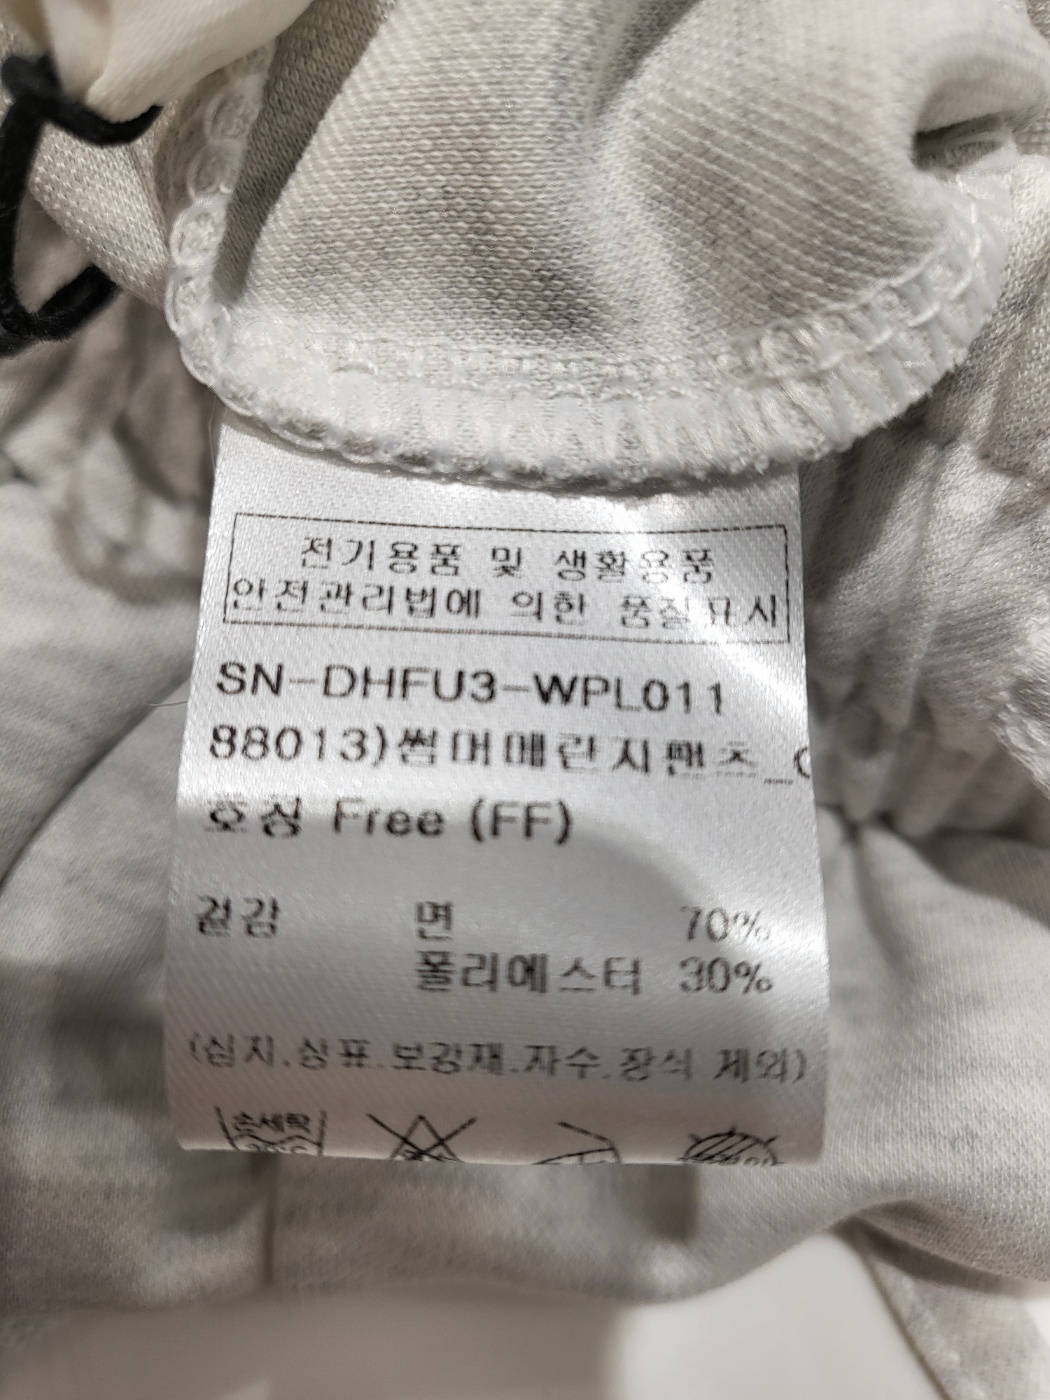 전기용품 및 생활용품
안전관리법에 의한 품질표시
SN-DHFU3-WPL011
88013)썸머메란지팬츠_
호칭 Free (FF)
겉감 면 70%
폴리에스터 30%
(심지.상표.보강재.자수.장식 제외)
손세탁